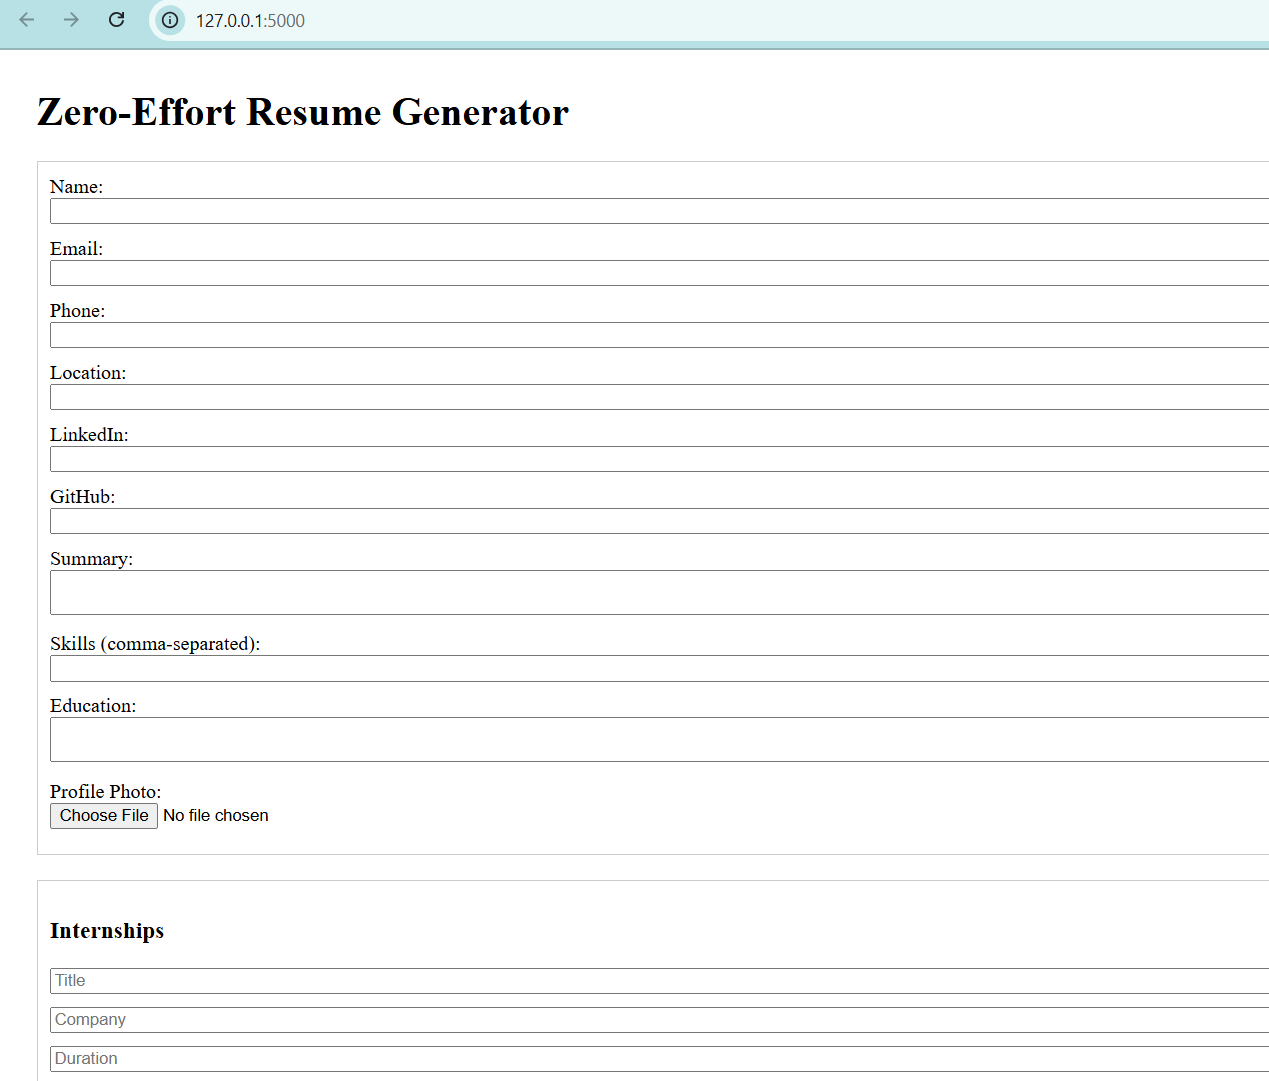 127.0.0.1:5000
Zero-Effort Resume Generator
Name:
Email:
Phone:
Location:
LinkedIn:
GitHub:
Summary:
Skills (comma-separated):
Education:
Profile Photo:
Choose File No file chosen
Internships
Title
Company
Duration